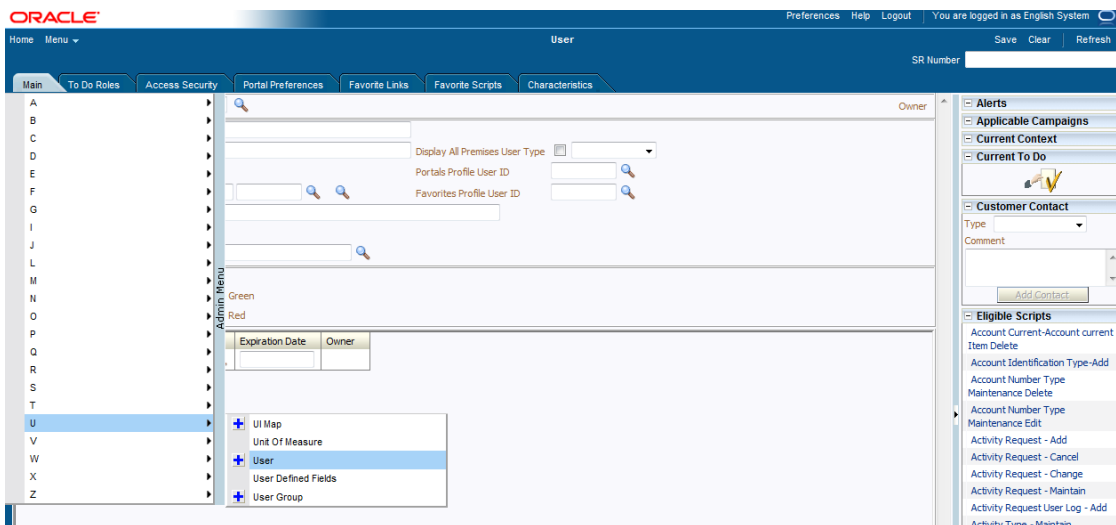 ORACLE
Preferences Help Logout You are logged in as English System
Home Menu User Save Clear Refresh
SR Number
Main To Do Roles Access Security Portal Preferences Favorite Links Favorite Scripts Characteristics
A
B
C
D
E
F
G
I
J
L
M
N
O
P
Q
R
S
T
U
V
W
X
Z
Admin Menu
Owner
Display All Premises User Type
Portals Profile User ID
Favorites Profile User ID
Green
Red
Expiration Date Owner
UI Map
Unit Of Measure
User
User Defined Fields
User Group
Alerts
Applicable Campaigns
Current Context
Current To Do
Customer Contact
Type
Comment
Add Contact
Eligible Scripts
Account Current-Account current
Item Delete
Account Identification Type-Add
Account Number Type
Maintenance Delete
Account Number Type
Maintenance Edit
Activity Request - Add
Activity Request - Cancel
Activity Request - Change
Activity Request - Maintain
Activity Request User Log - Add
Activity Type - Maintain